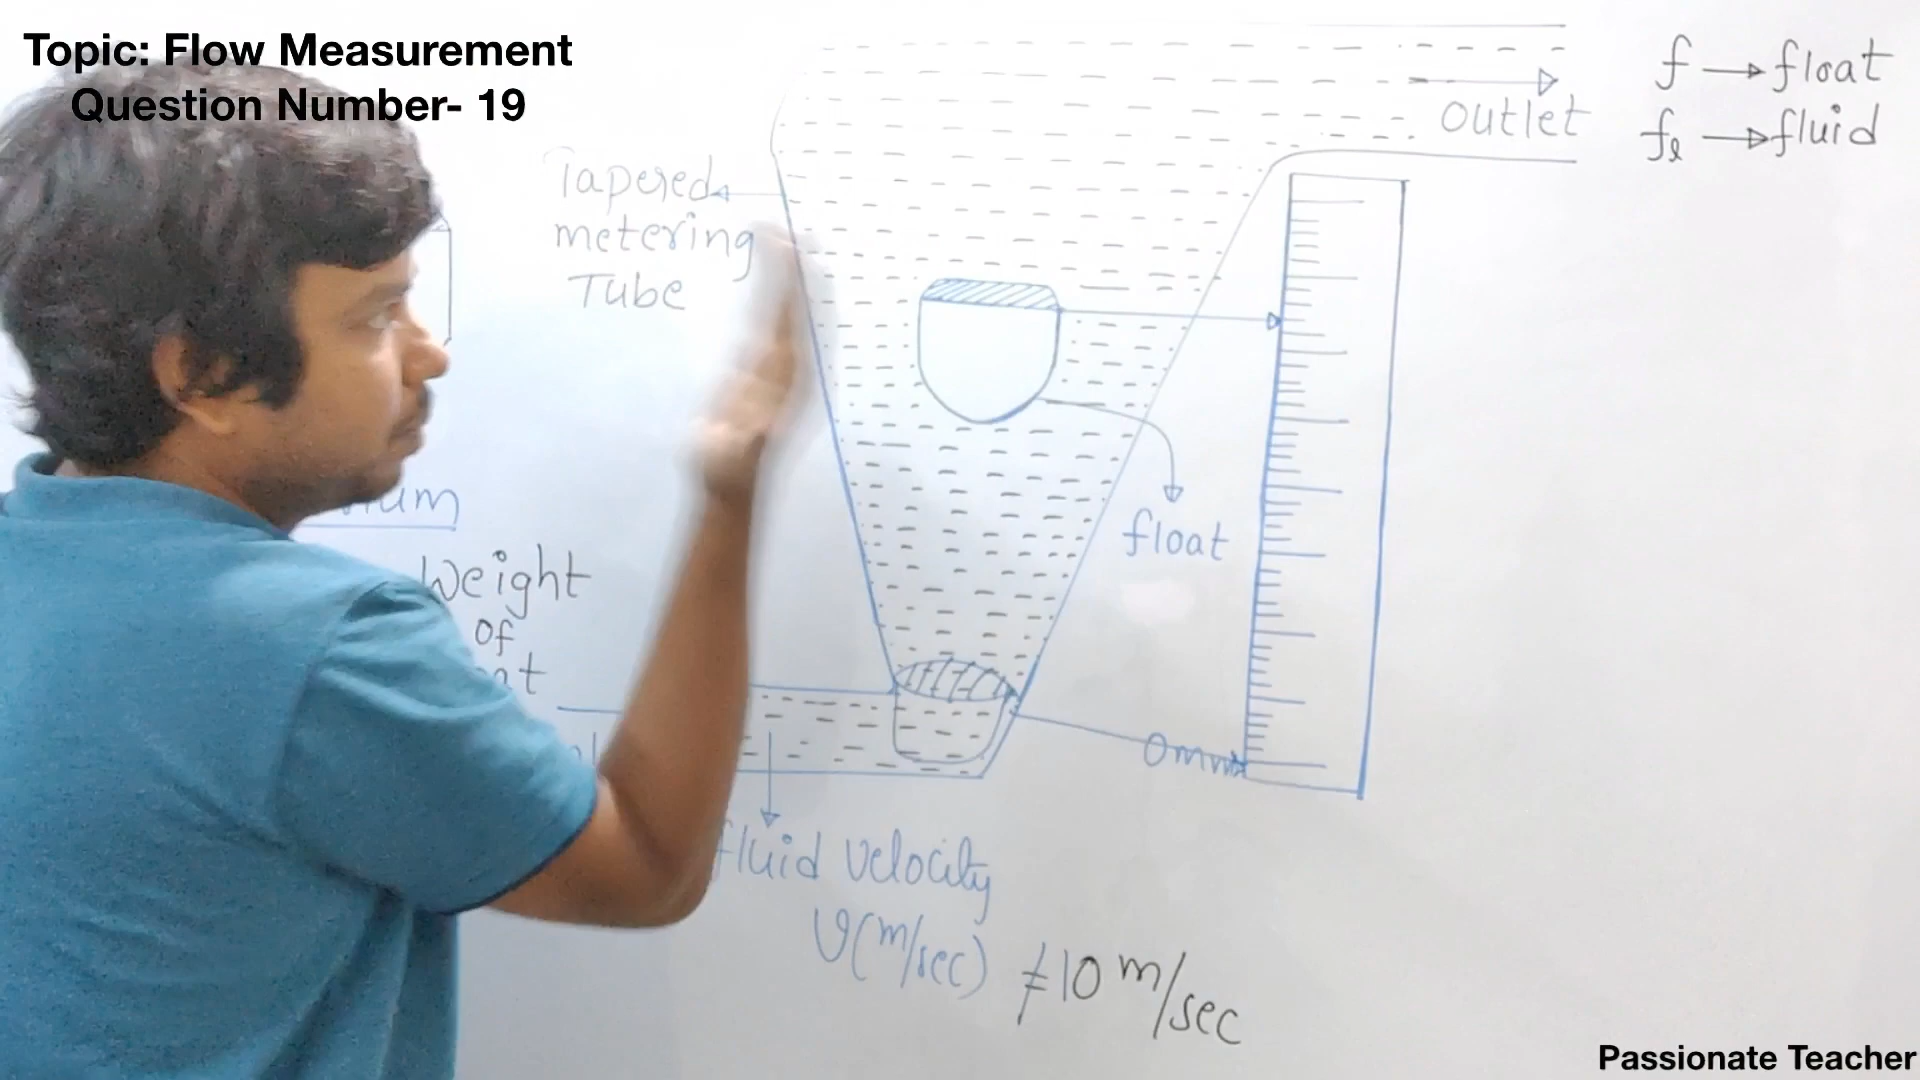 Topic: Flow Measurement
Question Number- 19
f → float
fl → fluid
outlet
Tapered
metering
Tube
float
Weight
of
0mm
fluid velocity
V(m/sec) ≠ 10 m/sec
Passionate Teacher